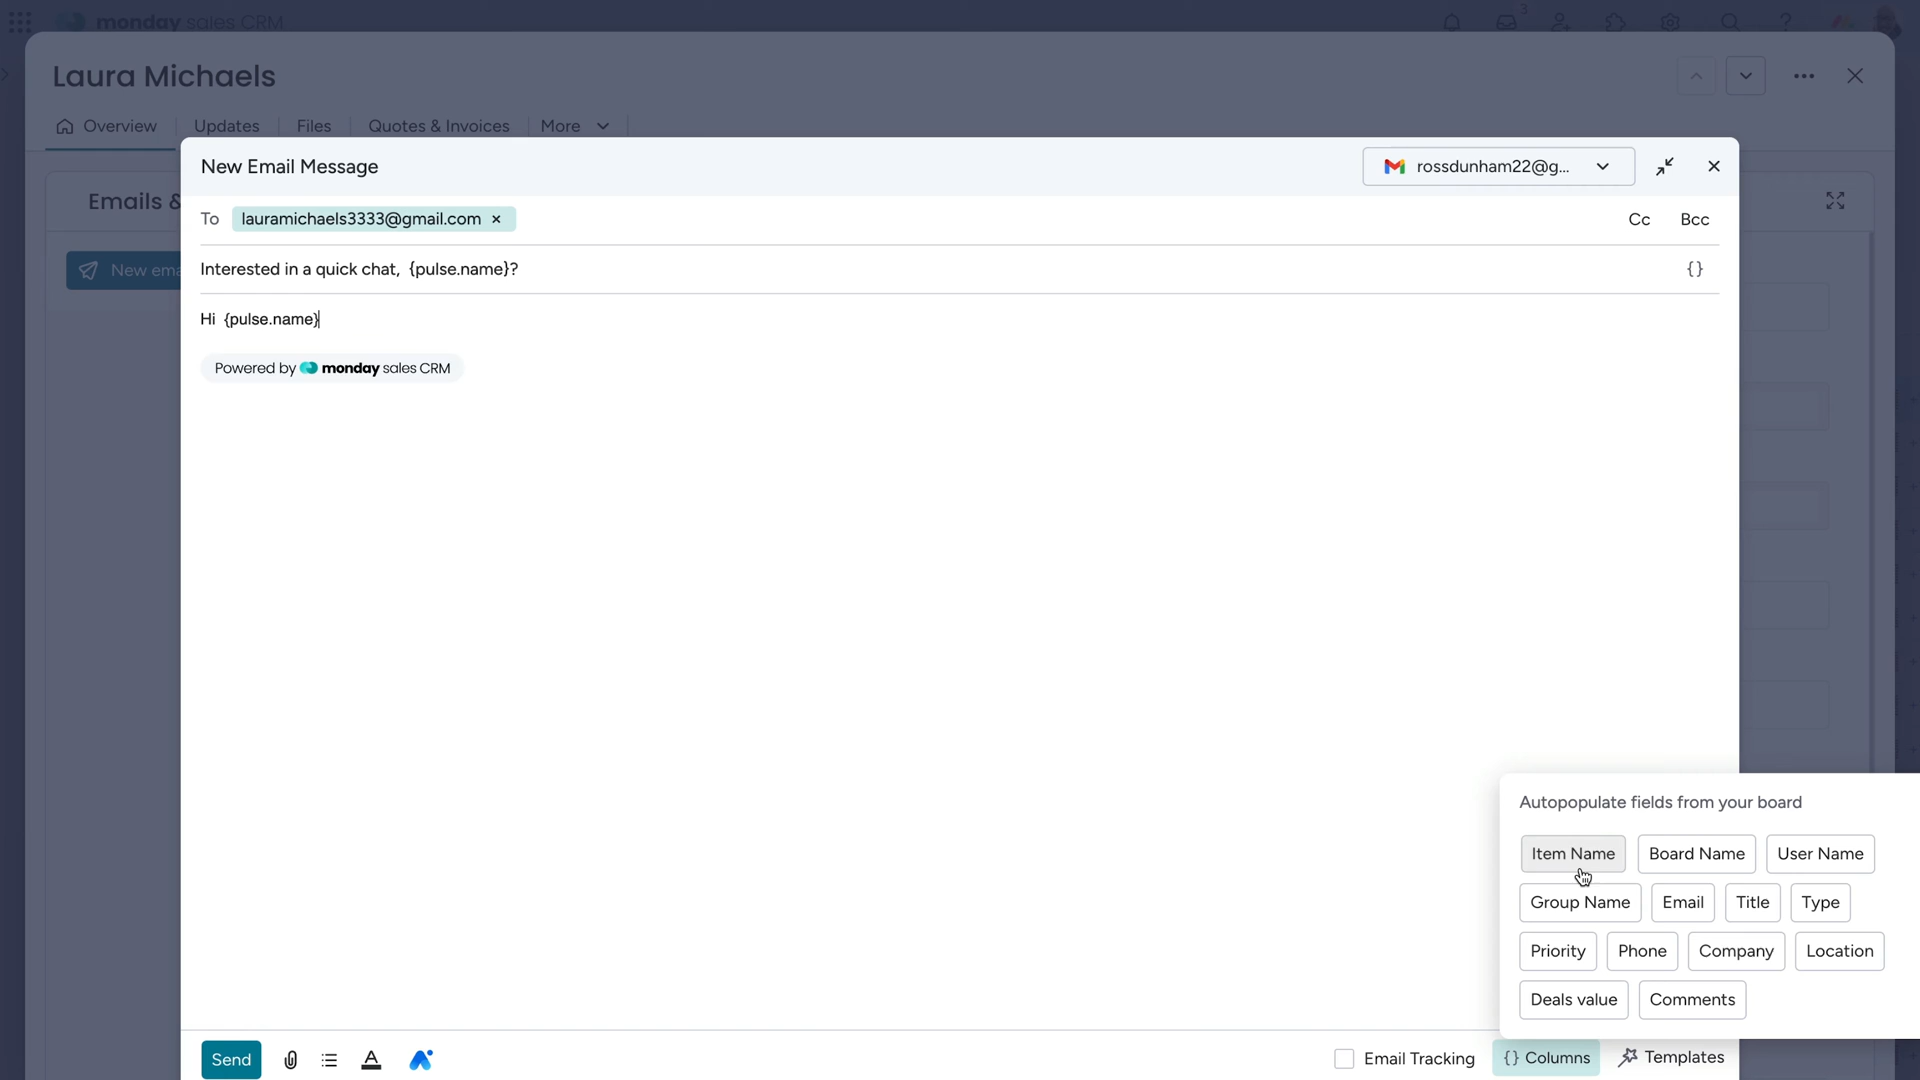 monday sales CRM
3
Laura Michaels
Overview
Updates
Files
Quotes & Invoices
More
New Email Message
rossdunham22@g...
Emails &
To
lauramichaels3333@gmail.com ×
Cc
Bcc
New ema
Interested in a quick chat, {pulse.name}?
{}
Hi {pulse.name}
Powered by monday sales CRM
Autopopulate fields from your board
Item Name
Board Name
User Name
Group Name
Email
Title
Type
Priority
Phone
Company
Location
Deals value
Comments
Send
Email Tracking
{} Columns
Templates